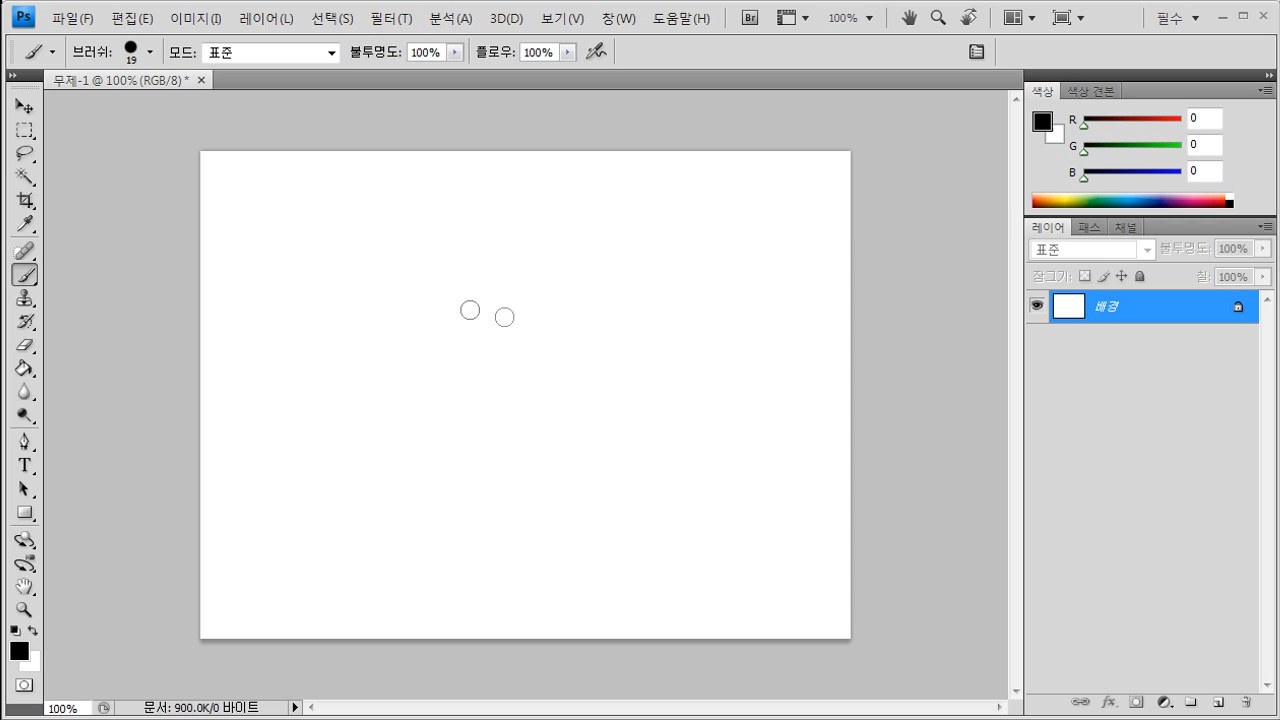 Ps 파일(F) 편집(E) 이미지(I) 레이어(L) 선택(S) 필터(T) 분석(A) 3D(D) 보기(V) 창(W) 도움말(H) Br 100% 필수
브러쉬: 19 모드: 표준 불투명도: 100% 플로우: 100%
무제-1 @ 100% (RGB/8) *
색상 색상 견본
R 0
G 0
B 0
레이어 패스 채널
표준 불투명도: 100%
잠그기: 칠: 100%
배경
T
fx
100% 문서: 900.0K/0 바이트